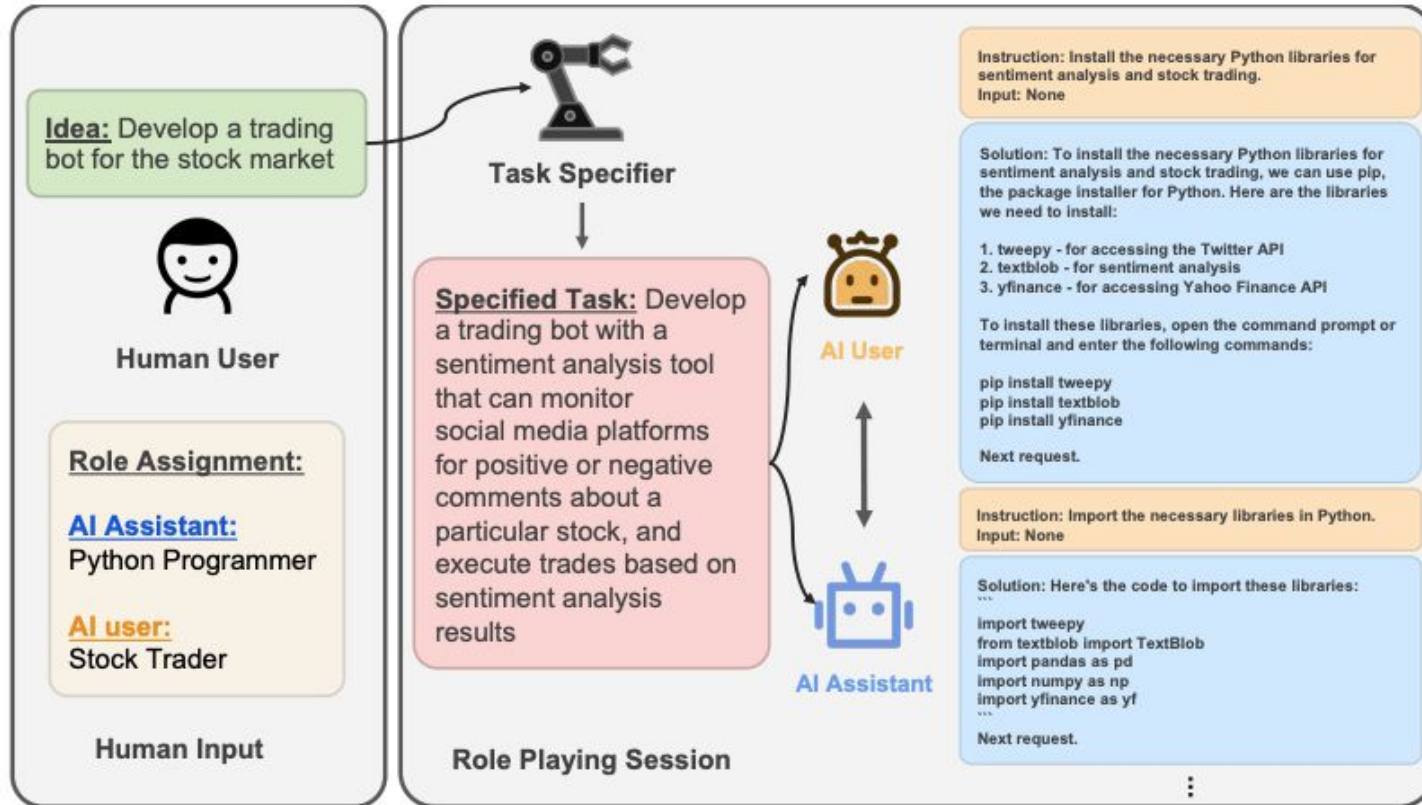 Idea: Develop a trading
bot for the stock market
Human User
Role Assignment:
AI Assistant:
Python Programmer
AI user:
Stock Trader
Human Input
Task Specifier
Specified Task: Develop
a trading bot with a
sentiment analysis tool
that can monitor
social media platforms
for positive or negative
comments about a
particular stock, and
execute trades based on
sentiment analysis
results
AI User
AI Assistant
Role Playing Session
Instruction: Install the necessary Python libraries for
sentiment analysis and stock trading.
Input: None
Solution: To install the necessary Python libraries for
sentiment analysis and stock trading, we can use pip,
the package installer for Python. Here are the libraries
we need to install:
1. tweepy - for accessing the Twitter API
2. textblob - for sentiment analysis
3. yfinance - for accessing Yahoo Finance API
To install these libraries, open the command prompt or
terminal and enter the following commands:
pip install tweepy
pip install textblob
pip install yfinance
Next request.
Instruction: Import the necessary libraries in Python.
Input: None
Solution: Here's the code to import these libraries:
```
import tweepy
from textblob import TextBlob
import pandas as pd
import numpy as np
import yfinance as yf
```
Next request.
⋮